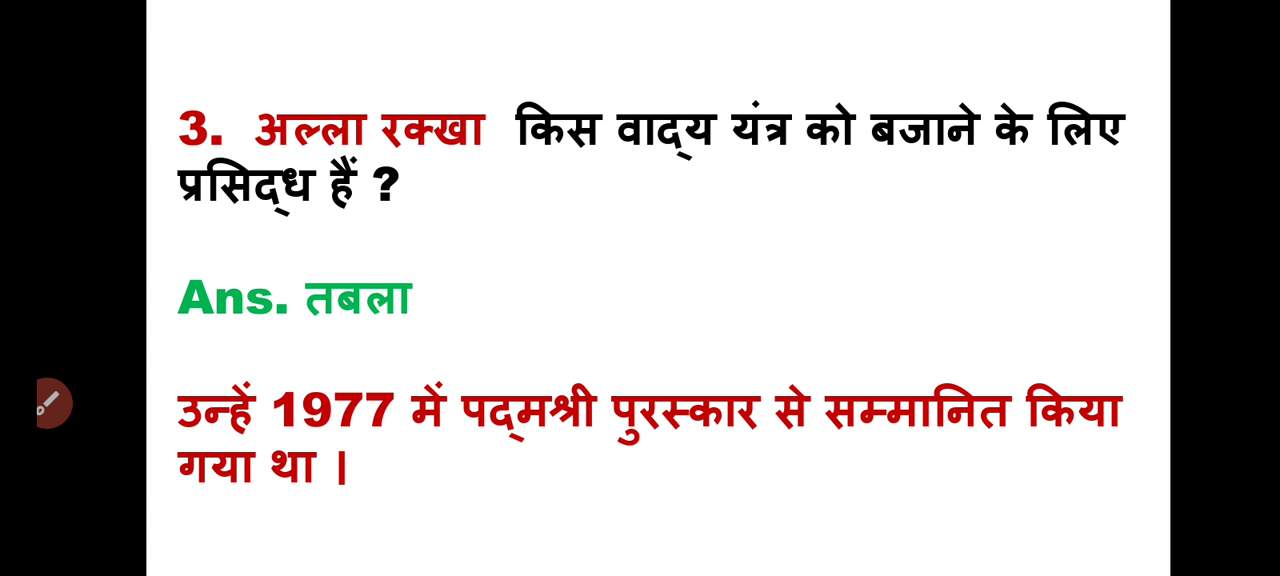 3. अल्ला रक्खा किस वाद्य यंत्र को बजाने के लिए
प्रसिद्ध हैं ?
Ans. तबला
उन्हें 1977 में पद्मश्री पुरस्कार से सम्मानित किया
गया था ।